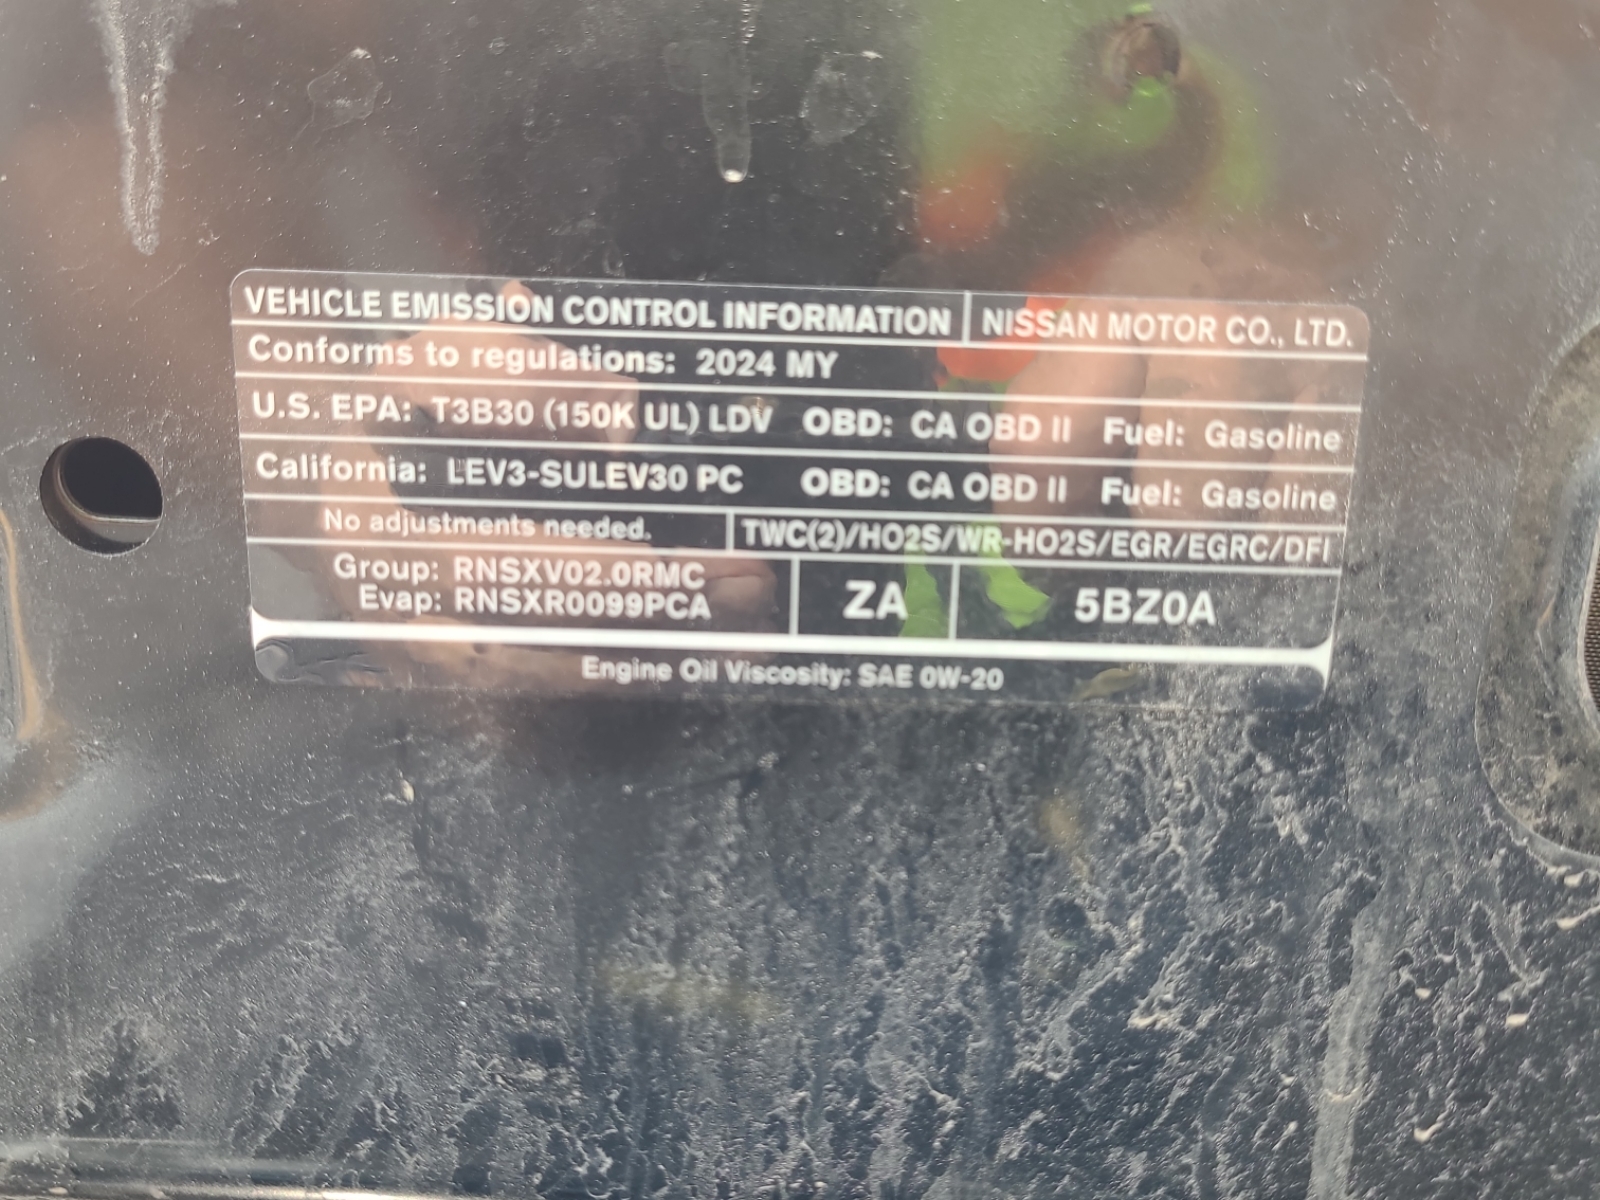 VEHICLE EMISSION CONTROL INFORMATION NISSAN MOTOR CO., LTD.
Conforms to regulations: 2024 MY
U.S. EPA: T3B30 (150K UL) LDV OBD: CA OBD II Fuel: Gasoline
California: LEV3-SULEV30 PC OBD: CA OBD II Fuel: Gasoline
No adjustments needed. TWC(2)/HO2S/WR-HO2S/EGR/EGRC/DFI
Group: RNSXV02.0RMC
Evap: RNSXR0099PCA
ZA 5BZ0A
Engine Oil Viscosity: SAE 0W-20